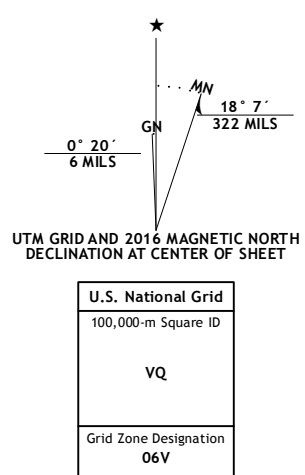 ★
MN
GN
18° 7´
322 MILS
0° 20´
6 MILS
UTM GRID AND 2016 MAGNETIC NORTH
DECLINATION AT CENTER OF SHEET
U.S. National Grid
100,000-m Square ID
VQ
Grid Zone Designation
06V